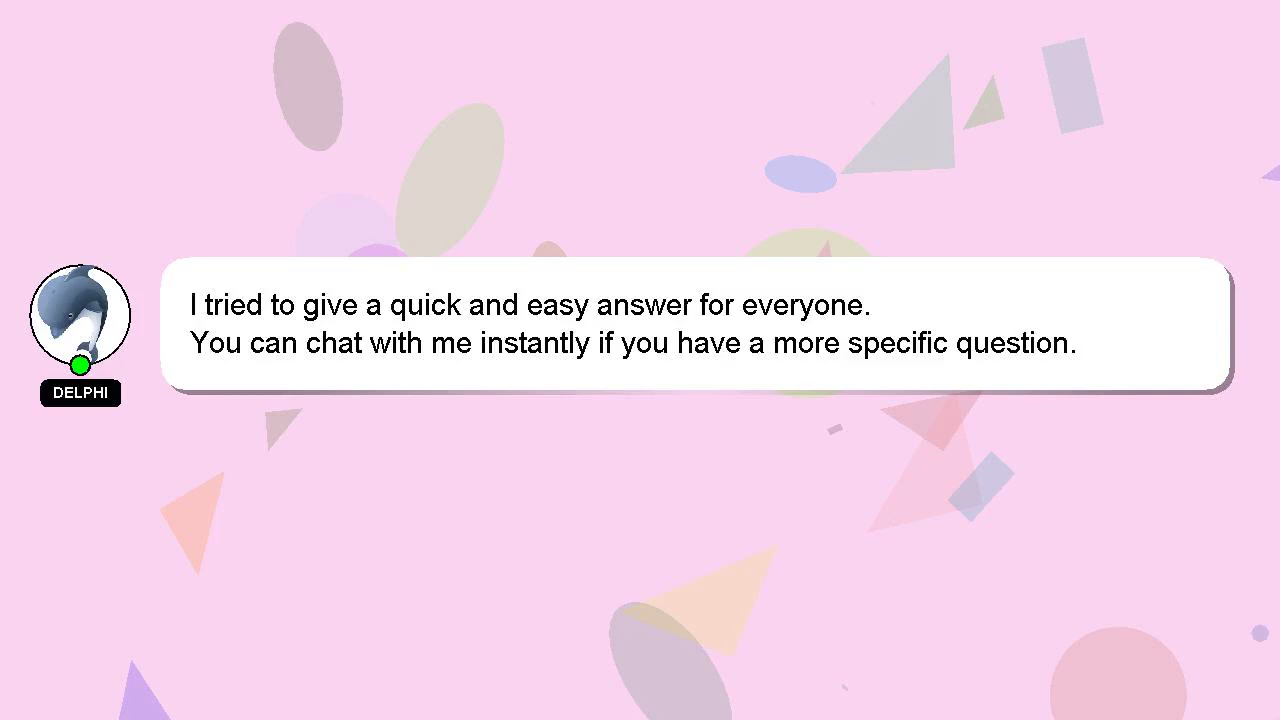 I tried to give a quick and easy answer for everyone.
You can chat with me instantly if you have a more specific question.
DELPHI